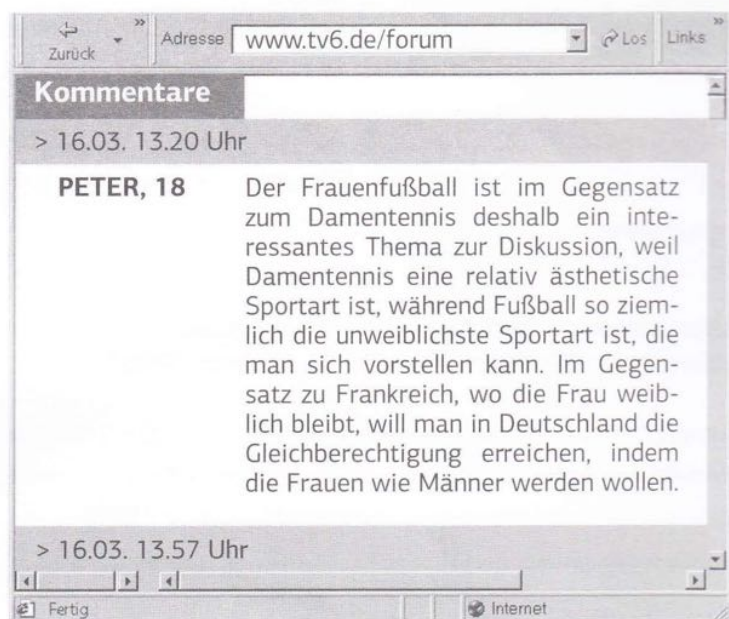 Zurück
Adresse www.tv6.de/forum Los Links
Kommentare
> 16.03. 13.20 Uhr
PETER, 18
Der Frauenfußball ist im Gegensatz
zum Damentennis deshalb ein inte-
ressantes Thema zur Diskussion, weil
Damentennis eine relativ ästhetische
Sportart ist, während Fußball so ziem-
lich die unweiblichste Sportart ist, die
man sich vorstellen kann. Im Gegen-
satz zu Frankreich, wo die Frau weib-
lich bleibt, will man in Deutschland die
Gleichberechtigung erreichen, indem
die Frauen wie Männer werden wollen.
> 16.03. 13.57 Uhr
Fertig Internet